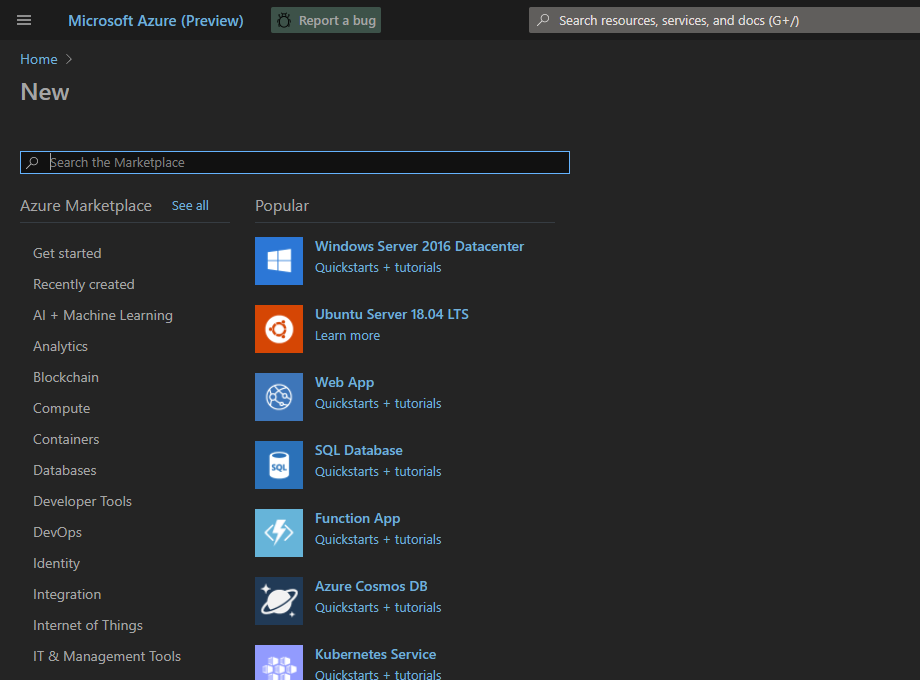 Microsoft Azure (Preview)
Report a bug
Search resources, services, and docs (G+/)
Home
New
Search the Marketplace
Azure Marketplace
See all
Get started
Recently created
AI + Machine Learning
Analytics
Blockchain
Compute
Containers
Databases
Developer Tools
DevOps
Identity
Integration
Internet of Things
IT & Management Tools
Popular
Windows Server 2016 Datacenter
Quickstarts + tutorials
Ubuntu Server 18.04 LTS
Learn more
Web App
Quickstarts + tutorials
SQL
SQL Database
Quickstarts + tutorials
Function App
Quickstarts + tutorials
Azure Cosmos DB
Quickstarts + tutorials
Kubernetes Service
Quickstarts + tutorials